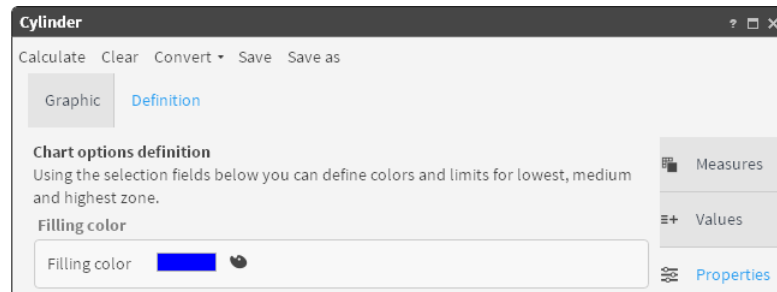 Cylinder
?
Calculate Clear Convert Save Save as
Graphic Definition
Chart options definition
Using the selection fields below you can define colors and limits for lowest, medium
and highest zone.
Filling color
Filling color
Measures
Values
Properties